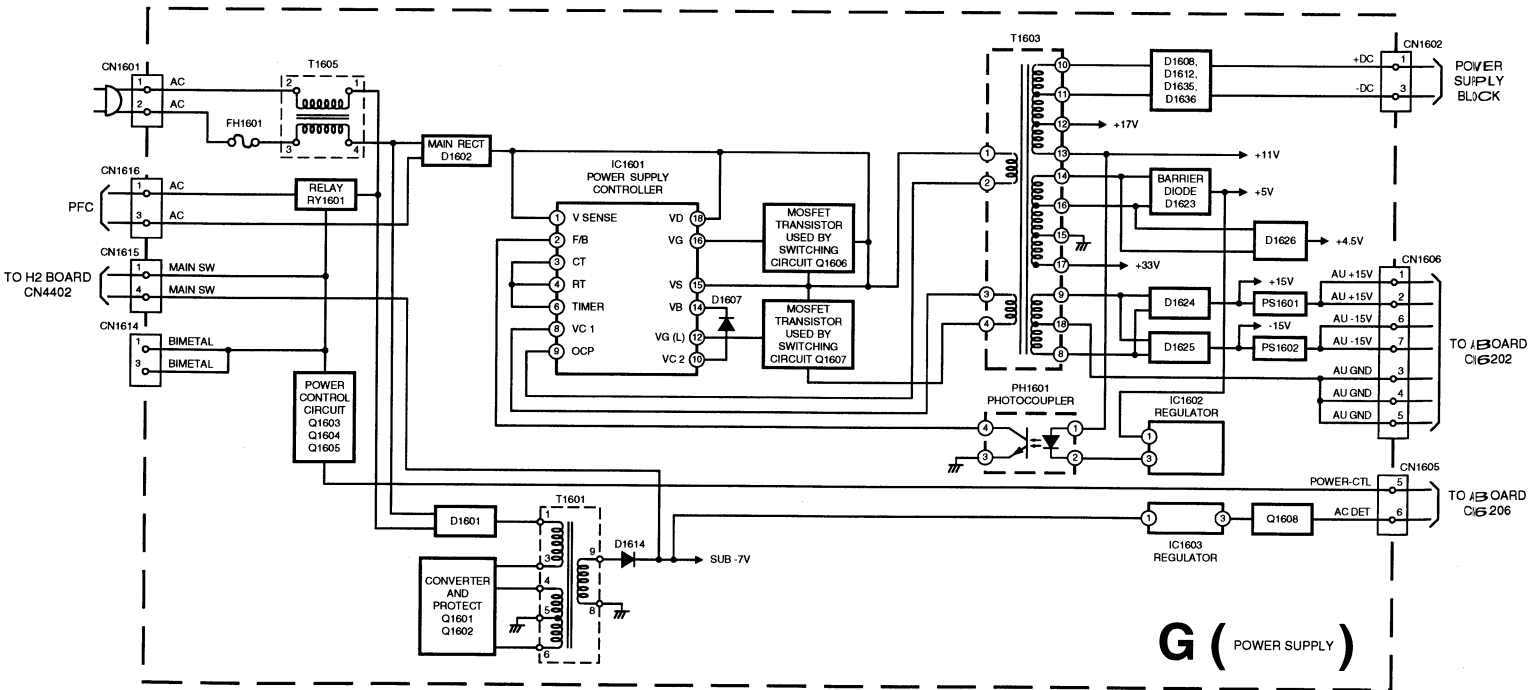 CN1601
1 AC
2 AC
T1605
2 1
3 4
FH1601
MAIN RECT
D1602
CN1616
1 AC
3 AC
PFC
RELAY
RY1601
CN1615
1 MAIN SW
4 MAIN SW
TO H2 BOARD
CN4402
CN1614
1 BIMETAL
3 BIMETAL
POWER
CONTROL
CIRCUIT
Q1603
Q1604
Q1605
IC1601
POWER SUPPLY
CONTROLLER
1 V SENSE
2 F/B
3 CT
4 RT
6 TIMER
8 VC 1
9 OCP
VD 18
VG 16
VS 15
VB 14
VG (L) 12
VC 2 10
D1607
MOSFET
TRANSISTOR
USED BY
SWITCHING
CIRCUIT Q1606
MOSFET
TRANSISTOR
USED BY
SWITCHING
CIRCUIT Q1607
T1603
1
2
3
4
10
11
12
13
14
16
15
17
9
18
8
D1608,
D1612,
D1635,
D1636
+DC
-DC
CN1602
1
3
POWER
SUPPLY
BLOCK
+17V
+11V
BARRIER
DIODE
D1623
+5V
D1626
+4.5V
+33V
D1624
+15V
PS1601
D1625
-15V
PS1602
CN1606
AU +15V 1
AU +15V 2
AU -15V 6
AU -15V 7
AU GND 3
AU GND 4
AU GND 5
TO A BOARD
CN6202
PH1601
PHOTOCOUPLER
4 1
3 2
IC1602
REGULATOR
1
3
CN1605
POWER-CTL 5
AC DET 6
TO A BOARD
CN6206
1 3
IC1603
REGULATOR
Q1608
T1601
D1601
1
3
4
5
6
9
8
D1614
SUB -7V
CONVERTER
AND
PROTECT
Q1601
Q1602
G ( POWER SUPPLY )